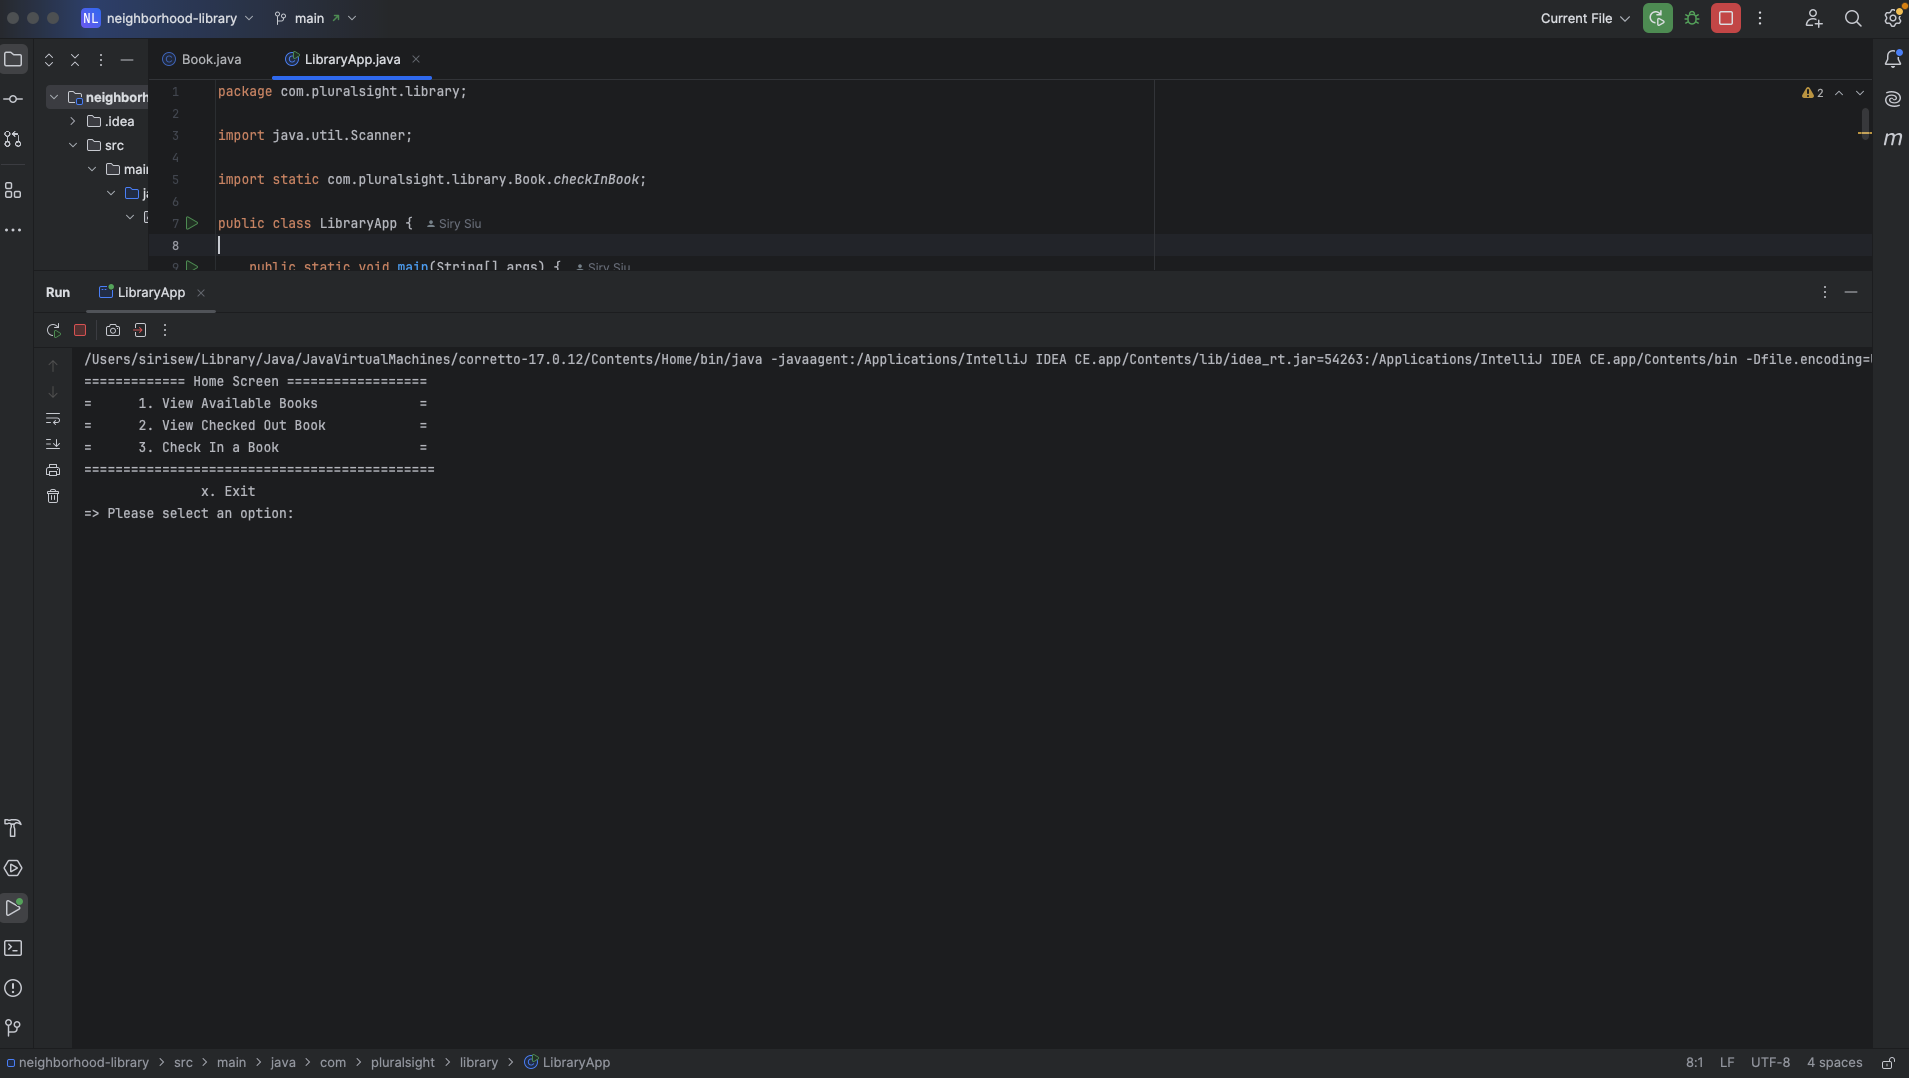 NL neighborhood-library main Current File
Book.java LibraryApp.java
neighborh
.idea
src
main
1 package com.pluralsight.library;
2
3 import java.util.Scanner;
4
5 import static com.pluralsight.library.Book.checkInBook;
6
7 public class LibraryApp { Siry Siu
8
9 public static void main(String[] args) { Siry Siu
2
m
Run LibraryApp
/Users/sirisew/Library/Java/JavaVirtualMachines/corretto-17.0.12/Contents/Home/bin/java -javaagent:/Applications/IntelliJ IDEA CE.app/Contents/lib/idea_rt.jar=54263:/Applications/IntelliJ IDEA CE.app/Contents/bin -Dfile.encoding=
============= Home Screen ==================
=      1. View Available Books             =
=      2. View Checked Out Book            =
=      3. Check In a Book                  =
=============================================
x. Exit
=> Please select an option:
neighborhood-library > src > main > java > com > pluralsight > library > LibraryApp 8:1 LF UTF-8 4 spaces